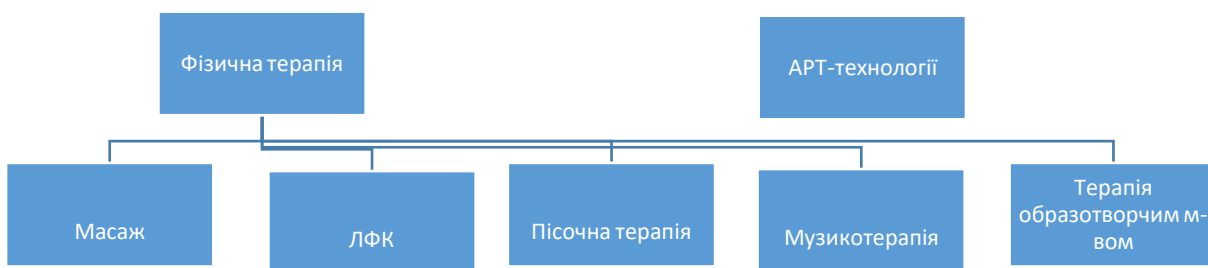 Фізична терапія
АРТ-технології
Масаж
ЛФК
Пісочна терапія
Музикотерапія
Терапія
образотворчим м-
вом